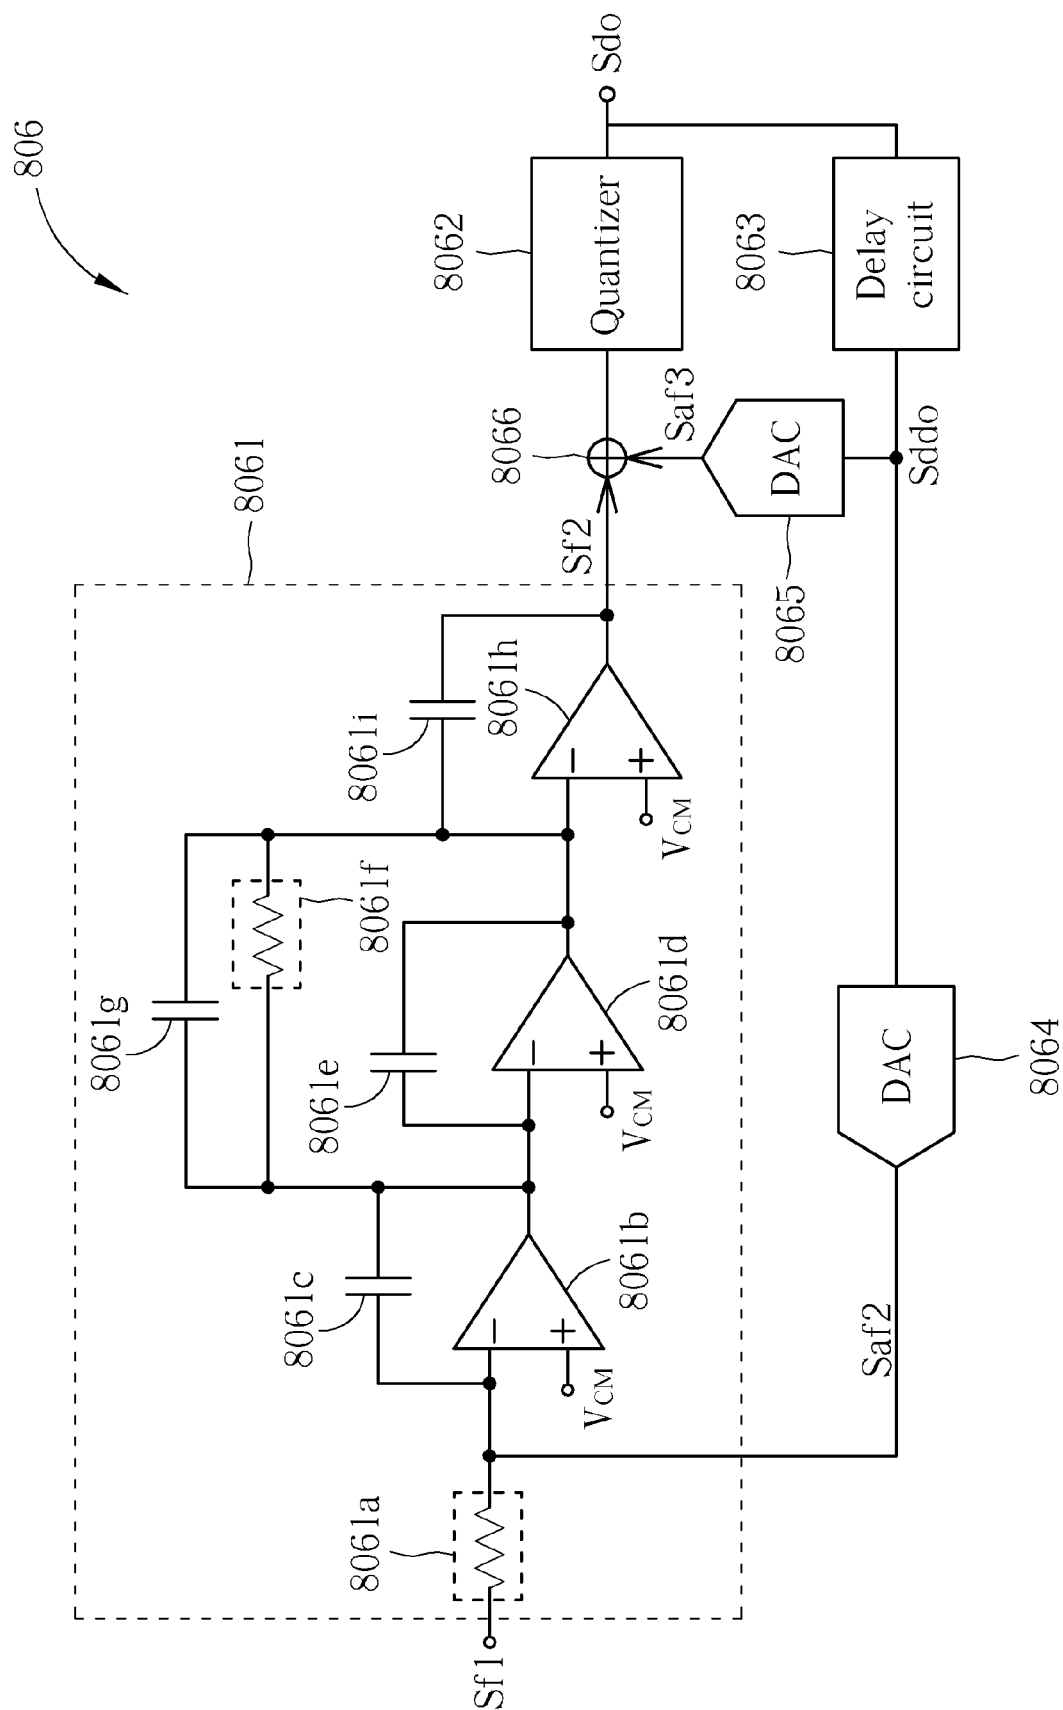 806
8061
8061g
8061f
8061e
8061c
8061i
8061h
8061d
8061b
8061a
Sf1
VCM
VCM
VCM
Sf2
8066
8062
Quantizer
Sdo
Saf3
DAC
8065
8063
Delay
circuit
Sddo
DAC
8064
Saf2